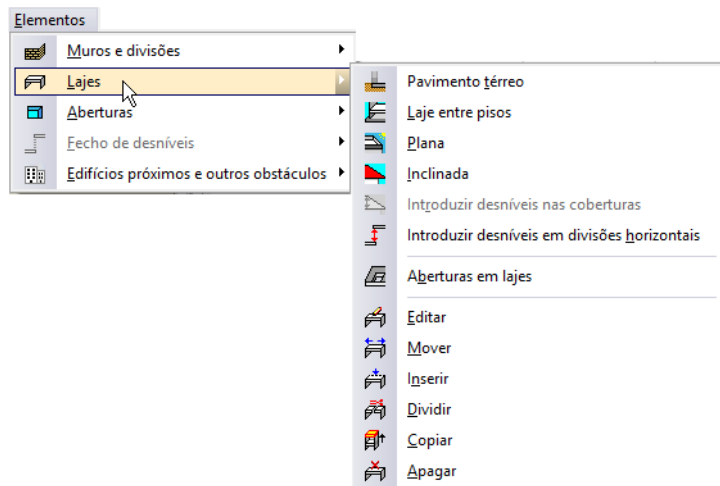 Elementos
Muros e divisões
Lajes
Aberturas
Fecho de desníveis
Edifícios próximos e outros obstáculos
Pavimento térreo
Laje entre pisos
Plana
Inclinada
Introduzir desníveis nas coberturas
Introduzir desníveis em divisões horizontais
Aberturas em lajes
Editar
Mover
Inserir
Dividir
Copiar
Apagar